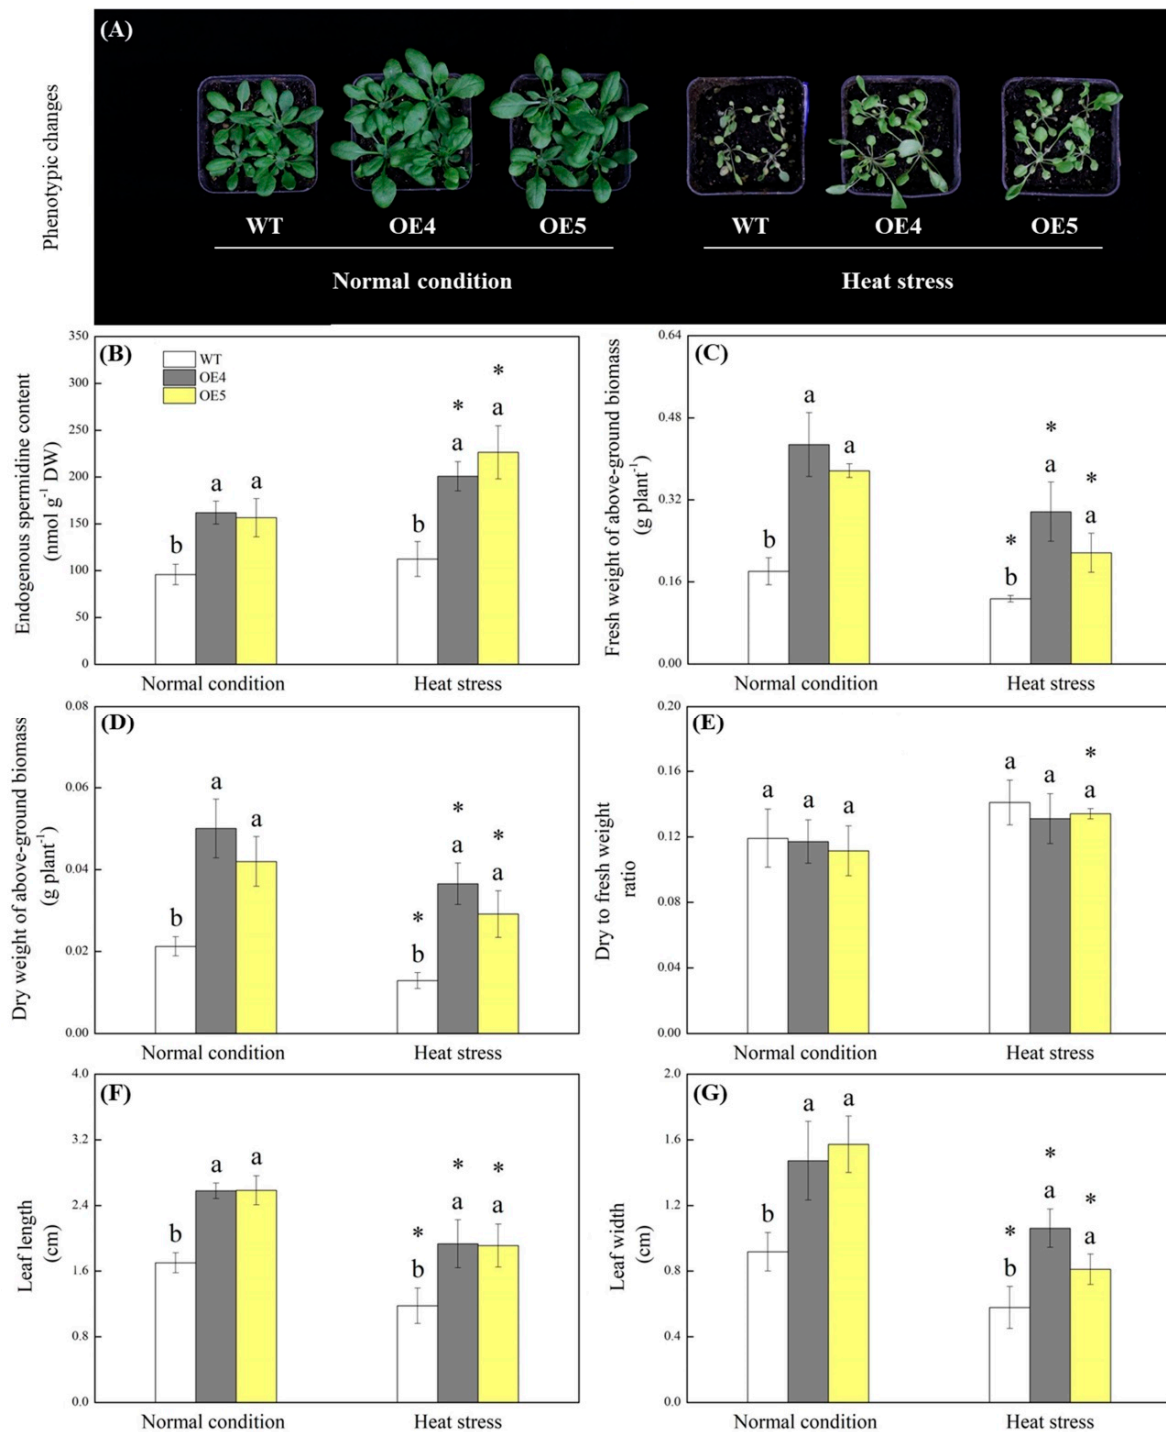 (A)
Phenotypic changes
WT OE4 OE5 WT OE4 OE5
Normal condition Heat stress
(B)
Endogenous spermidine content
(nmol g⁻¹ DW)
350
300
250
200
150
100
50
0
WT
OE4
OE5
b a a b a * a *
Normal condition Heat stress
(C)
Fresh weight of above-ground biomass
(g plant⁻¹)
0.64
0.48
0.32
0.16
0.00
b a a b * a * a *
Normal condition Heat stress
(D)
Dry weight of above-ground biomass
(g plant⁻¹)
0.08
0.06
0.04
0.02
0.00
b a a b * a * a *
Normal condition Heat stress
(E)
Dry to fresh weight
ratio
0.20
0.16
0.12
0.08
0.04
0.00
a a a a a a *
Normal condition Heat stress
(F)
Leaf length
(cm)
4.0
3.2
2.4
1.6
0.8
0.0
b a a b * a * a *
Normal condition Heat stress
(G)
Leaf width
(cm)
2.0
1.6
1.2
0.8
0.4
0.0
b a a b * a * a *
Normal condition Heat stress